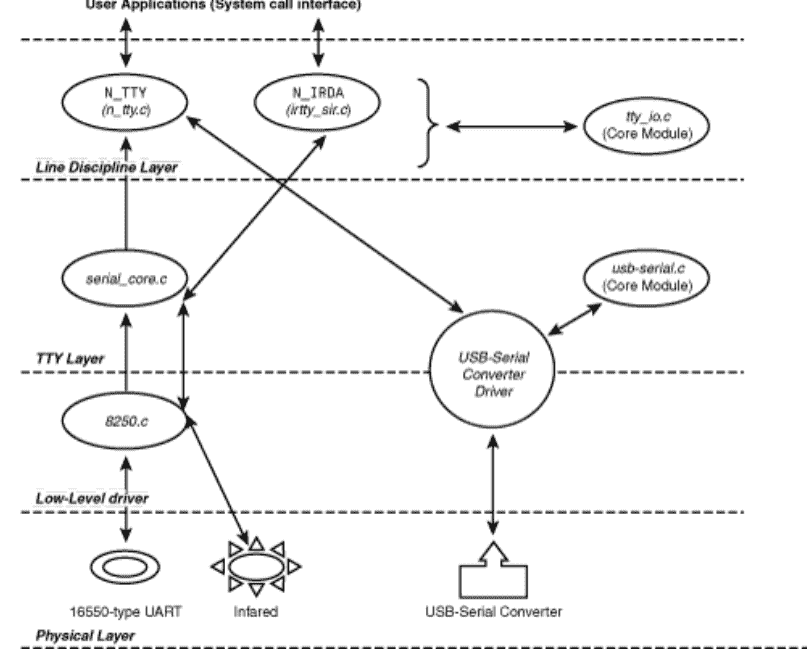 User Applications (System call interface)
N_TTY
(n_tty.c)
N_IRDA
(irtty_sir.c)
tty_io.c
(Core Module)
Line Discipline Layer
serial_core.c
usb-serial.c
(Core Module)
TTY Layer
USB-Serial
Converter
Driver
8250.c
Low-Level driver
16550-type UART
Infared
USB-Serial Converter
Physical Layer